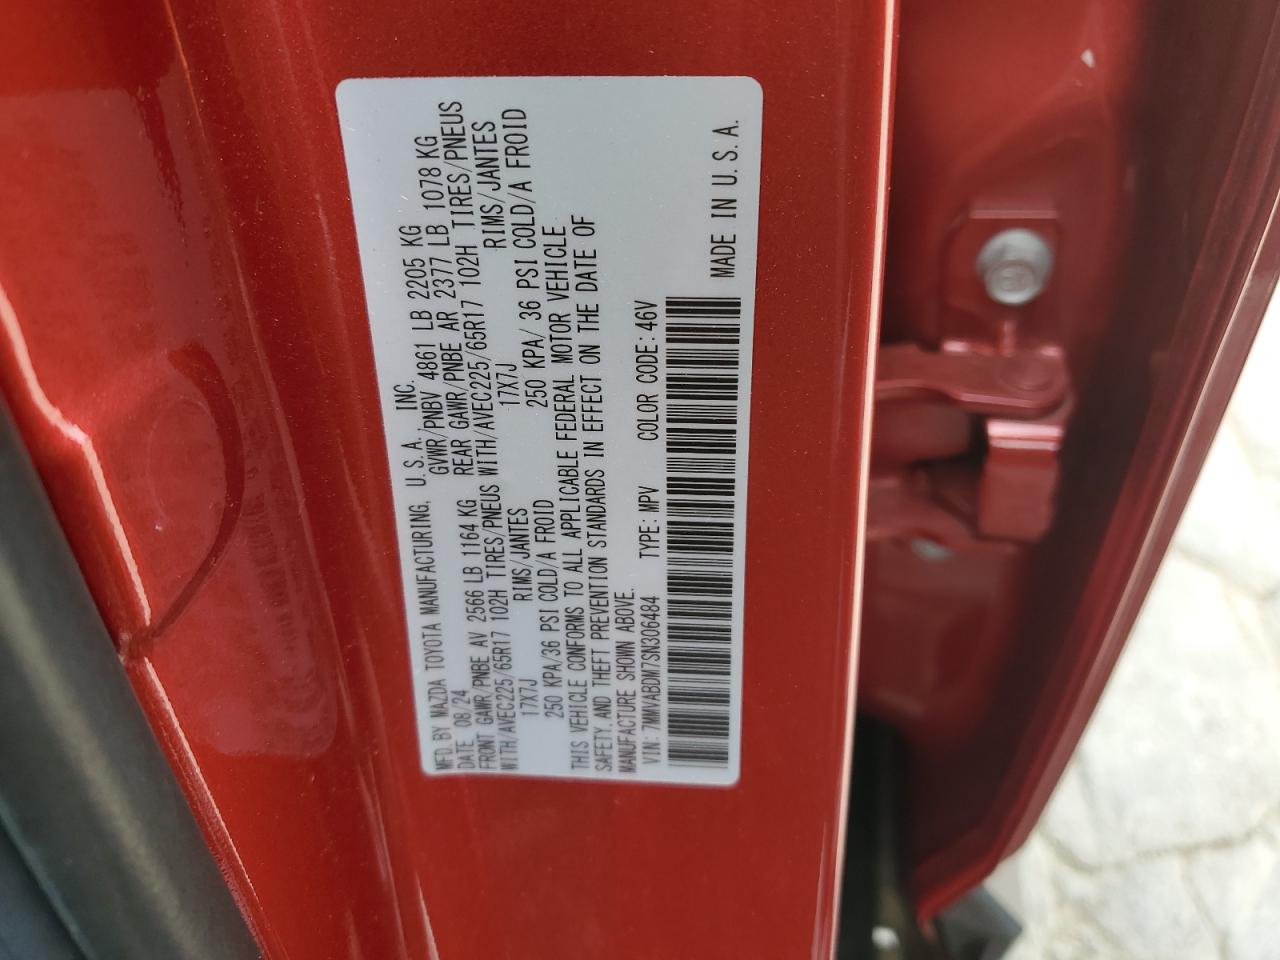 MFD. BY MAZDA TOYOTA MANUFACTURING, U. S. A. INC.
DATE 08/24 GVWR/PNBV 4861 LB 2205 KG
FRONT GAWR/PNBE AV 2566 LB 1164 KG REAR GAWR/PNBE AR 2377 LB 1078 KG
WITH/AVEC225/65R17 102H TIRES/PNEUS WITH/AVEC225/65R17 102H TIRES/PNEUS
17X7J RIMS/JANTES 17X7J RIMS/JANTES
250 KPA/36 PSI COLD/A FROID 250 KPA/ 36 PSI COLD/A FROID
THIS VEHICLE CONFORMS TO ALL APPLICABLE FEDERAL MOTOR VEHICLE
SAFETY, AND THEFT PREVENTION STANDARDS IN EFFECT ON THE DATE OF
MANUFACTURE SHOWN ABOVE.
VIN: 7MMVABDM7SN306484 TYPE: MPV COLOR CODE: 46V
MADE IN U. S. A.